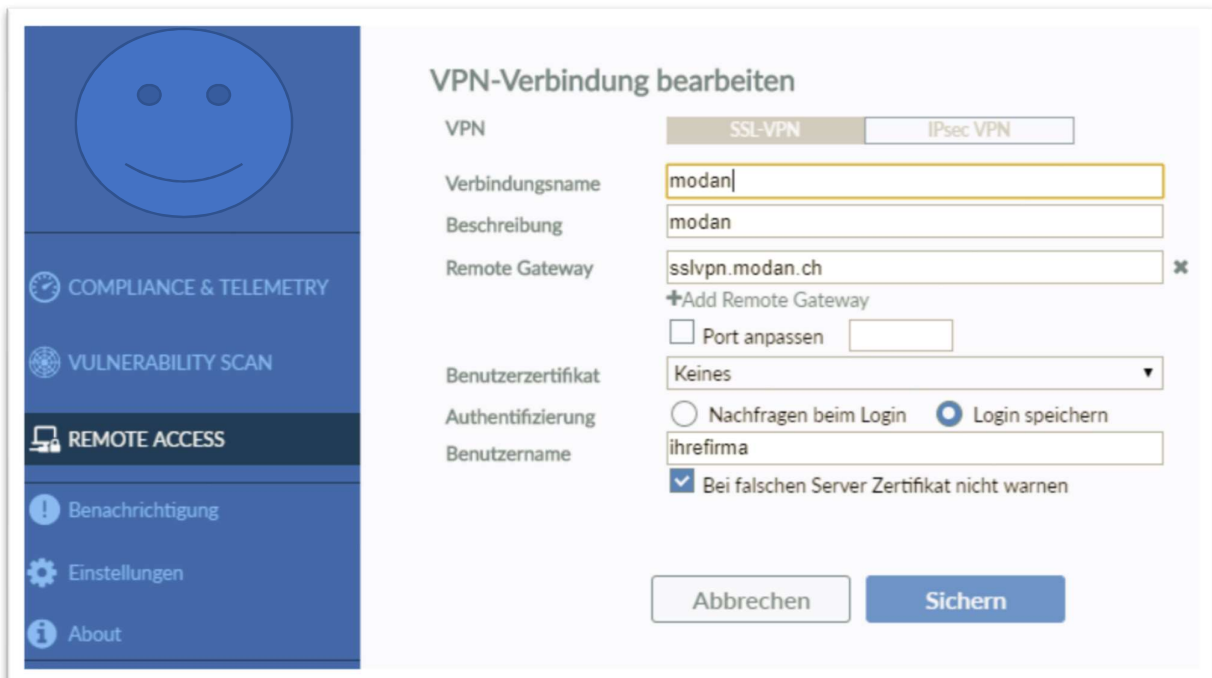 COMPLIANCE & TELEMETRY
VULNERABILITY SCAN
REMOTE ACCESS
Benachrichtigung
Einstellungen
About
VPN-Verbindung bearbeiten
VPN SSL-VPN IPsec VPN
Verbindungsname modan
Beschreibung modan
Remote Gateway sslvpn.modan.ch
+Add Remote Gateway
Port anpassen
Benutzerzertifikat Keines
Authentifizierung Nachfragen beim Login Login speichern
Benutzername ihrefirma
Bei falschen Server Zertifikat nicht warnen
Abbrechen Sichern